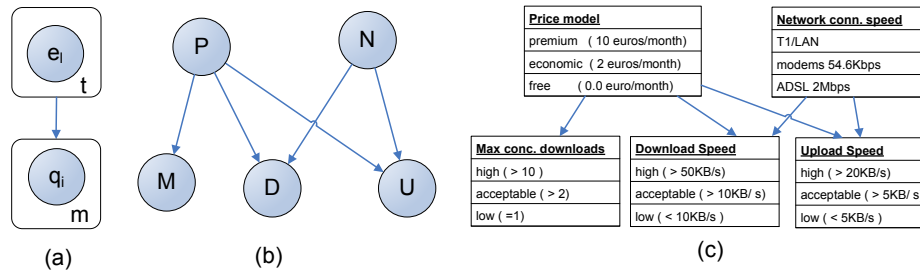 e_l
t
q_i
m
(a)
P
N
M
D
U
(b)
Price model
premium ( 10 euros/month)
economic ( 2 euros/month)
free ( 0.0 euro/month)
Network conn. speed
T1/LAN
modems 54.6Kbps
ADSL 2Mbps
Max conc. downloads
high ( > 10 )
acceptable ( > 2)
low ( =1)
Download Speed
high ( > 50KB/s)
acceptable ( > 10KB/ s)
low ( < 10KB/s )
Upload Speed
high ( > 20KB/s)
acceptable ( > 5KB/ s)
low ( < 5KB/s )
(c)